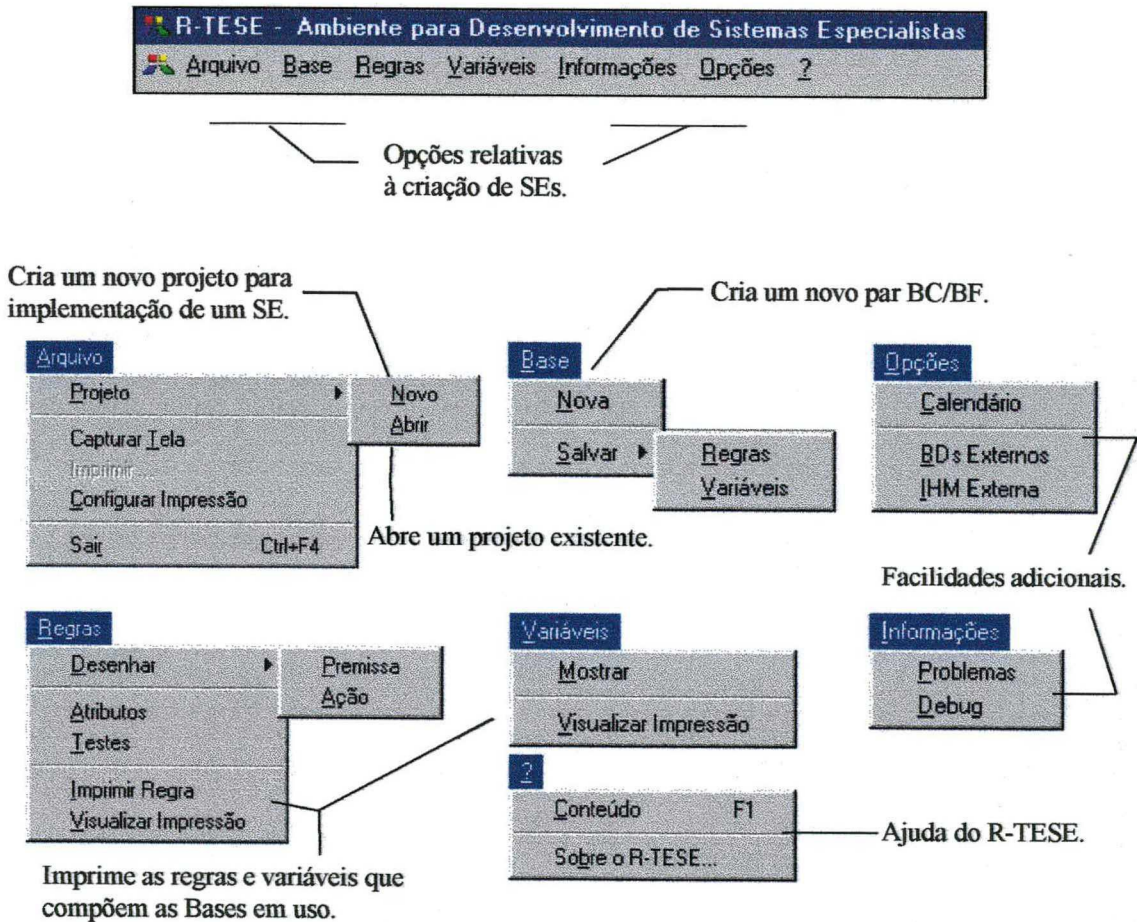 R-TESE - Ambiente para Desenvolvimento de Sistemas Especialistas
Arquivo Base Regras Variáveis Informações Opções ?
Opções relativas
à criação de SEs.
Cria um novo projeto para
implementação de um SE.
Cria um novo par BC/BF.
Arquivo
Projeto
Novo
Abrir
Capturar Tela
Imprimir...
Configurar Impressão
Sair Ctrl+F4
Abre um projeto existente.
Base
Nova
Salvar
Regras
Variáveis
Opções
Calendário
BDs Externos
IHM Externa
Facilidades adicionais.
Regras
Desenhar
Premissa
Ação
Atributos
Testes
Imprimir Regra
Visualizar Impressão
Imprime as regras e variáveis que
compõem as Bases em uso.
Variáveis
Mostrar
Visualizar Impressão
?
Conteúdo F1
Sobre o R-TESE...
Ajuda do R-TESE.
Informações
Problemas
Debug